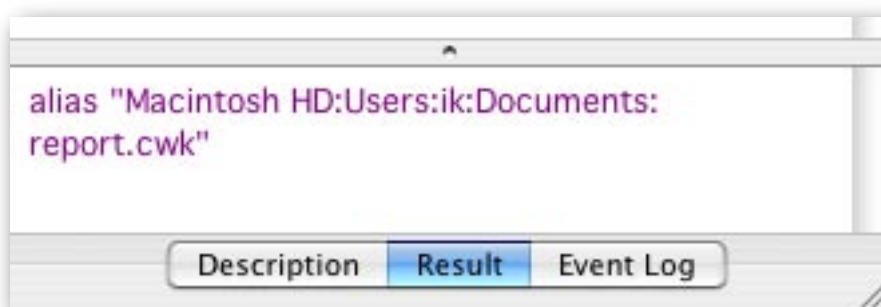 alias "Macintosh HD:Users:ik:Documents:
report.cwk"
Description Result Event Log